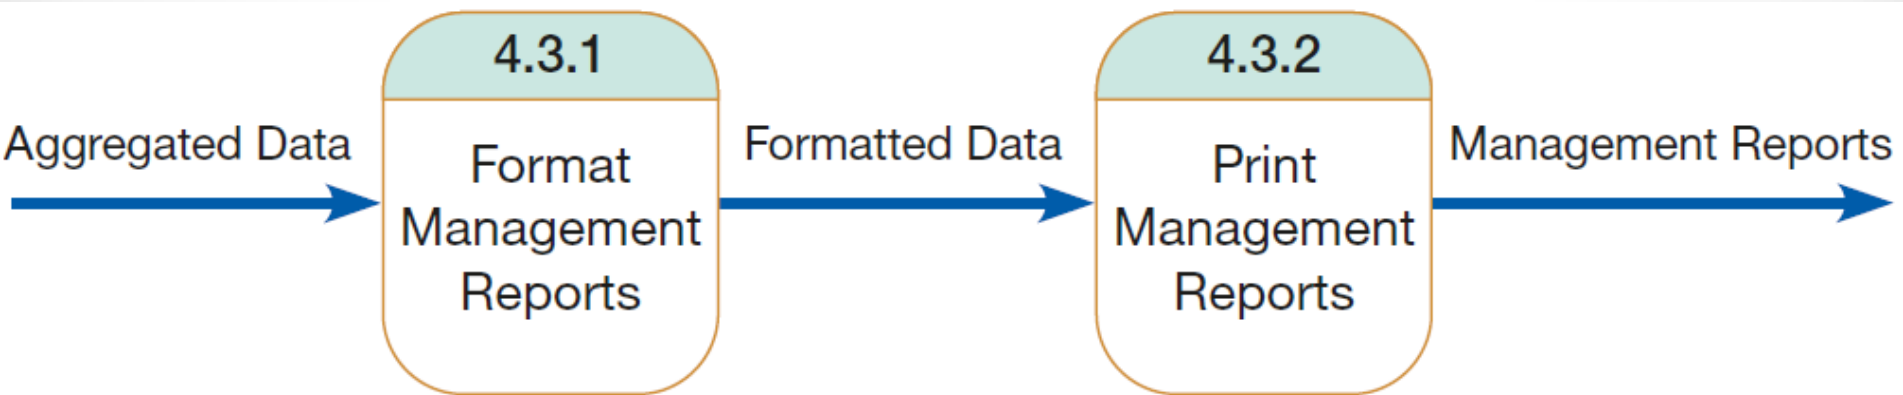 4.3.1
4.3.2
Aggregated Data
Format
Management
Reports
Formatted Data
Print
Management
Reports
Management Reports